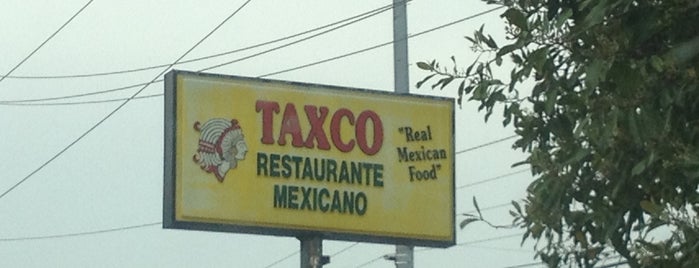 TAXCO
RESTAURANTE
MEXICANO
"Real
Mexican
Food"